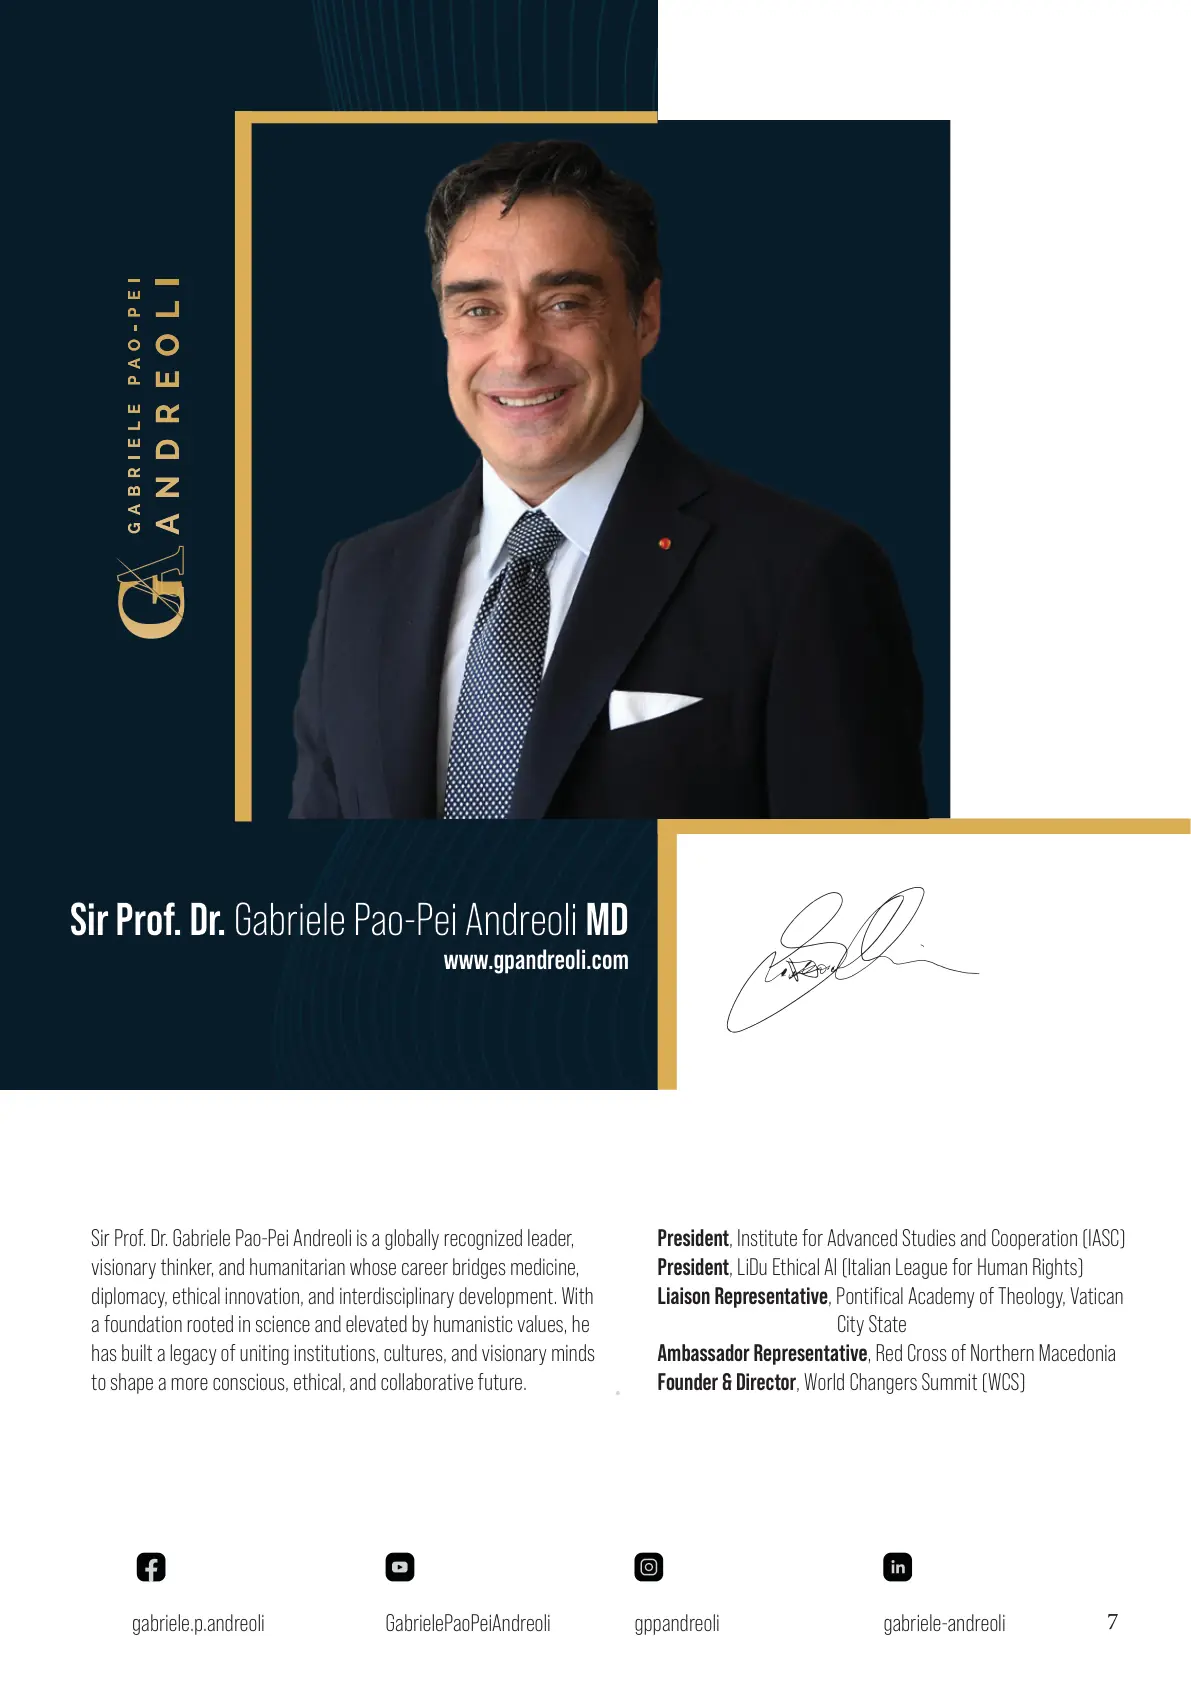 GABRIELE PAO-PEI
ANDREOLI
GA
Sir Prof. Dr. Gabriele Pao-Pei Andreoli MD
www.gpandreoli.com
Sir Prof. Dr. Gabriele Pao-Pei Andreoli is a globally recognized leader,
visionary thinker, and humanitarian whose career bridges medicine,
diplomacy, ethical innovation, and interdisciplinary development. With
a foundation rooted in science and elevated by humanistic values, he
has built a legacy of uniting institutions, cultures, and visionary minds
to shape a more conscious, ethical, and collaborative future.
President, Institute for Advanced Studies and Cooperation (IASC)
President, LiDu Ethical AI (Italian League for Human Rights)
Liaison Representative, Pontifical Academy of Theology, Vatican
City State
Ambassador Representative, Red Cross of Northern Macedonia
Founder & Director, World Changers Summit (WCS)
gabriele.p.andreoli
GabrielePaoPeiAndreoli
gppandreoli
in
gabriele-andreoli
7